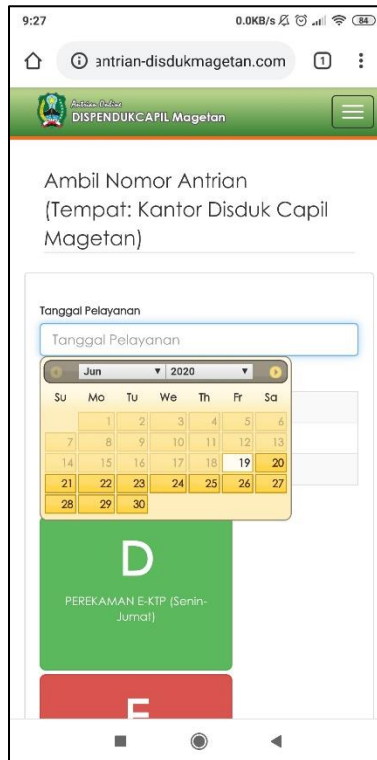 9:27 0.0KB/s 84
antrian-disdukmagetan.com 1
Antrian Online
DISPENDUKCAPIL Magetan
Ambil Nomor Antrian
(Tempat: Kantor Disduk Capil
Magetan)
Tanggal Pelayanan
Tanggal Pelayanan
Jun 2020
Su Mo Tu We Th Fr Sa
1 2 3 4 5 6
7 8 9 10 11 12 13
14 15 16 17 18 19 20
21 22 23 24 25 26 27
28 29 30
D
PEREKAMAN E-KTP (Senin-
Jumat)
E